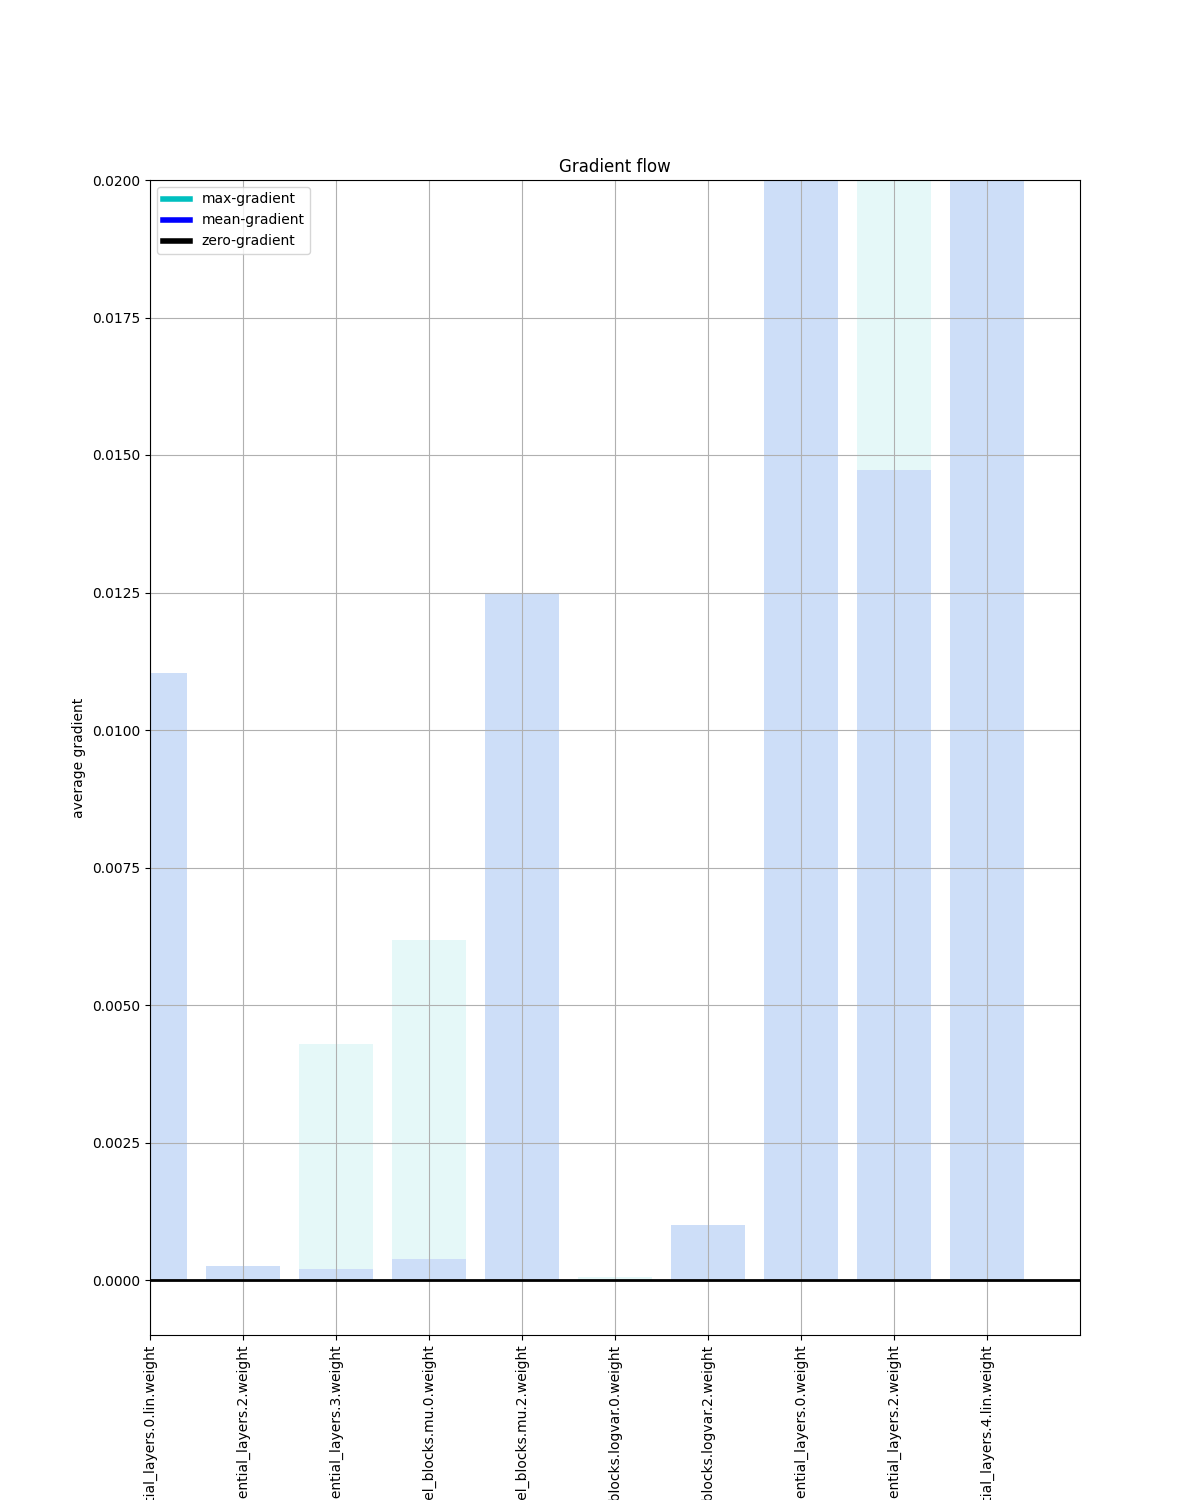 Gradient flow
max-gradient
mean-gradient
zero-gradient
0.0200
0.0175
0.0150
0.0125
0.0100
0.0075
0.0050
0.0025
0.0000
average gradient
tial_layers.0.lin.weight
ential_layers.2.weight
ential_layers.3.weight
el_blocks.mu.0.weight
el_blocks.mu.2.weight
blocks.logvar.0.weight
blocks.logvar.2.weight
ential_layers.0.weight
ential_layers.2.weight
tial_layers.4.lin.weight